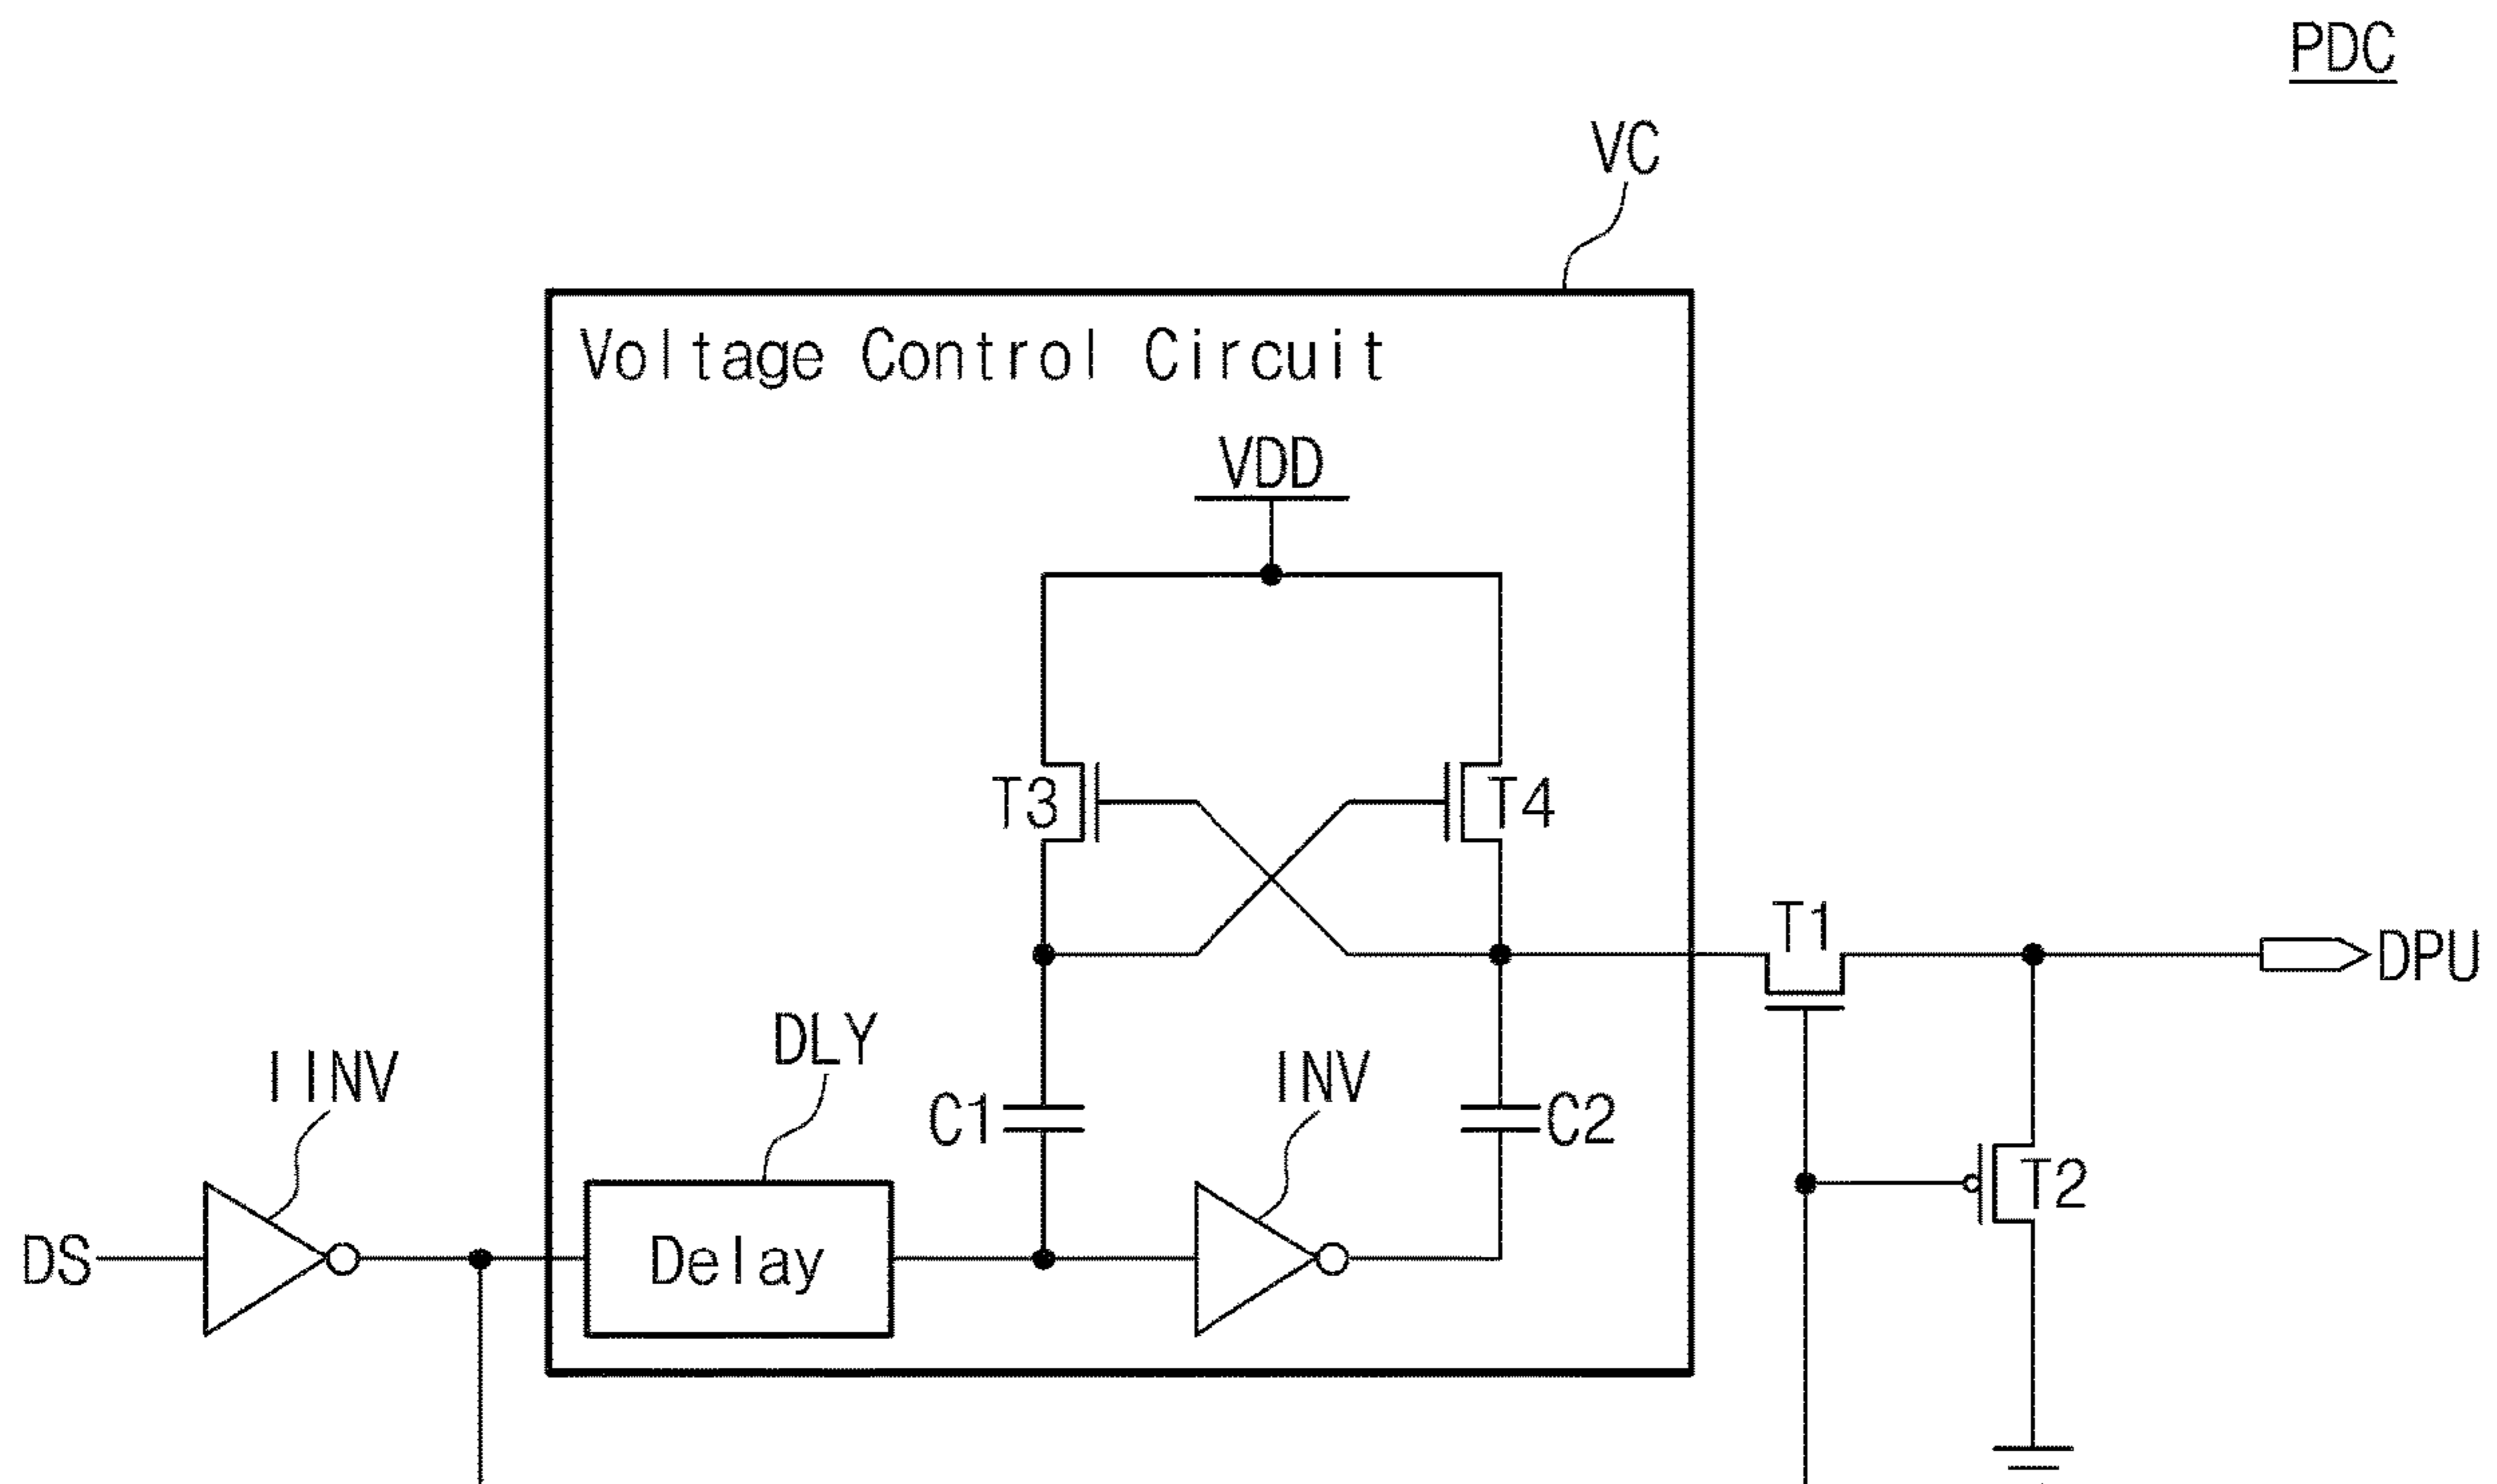 PDC
VC
Voltage Control Circuit
VDD
T3
T4
T1
DPU
DLY
IINV
C1
INV
C2
T2
DS
Delay